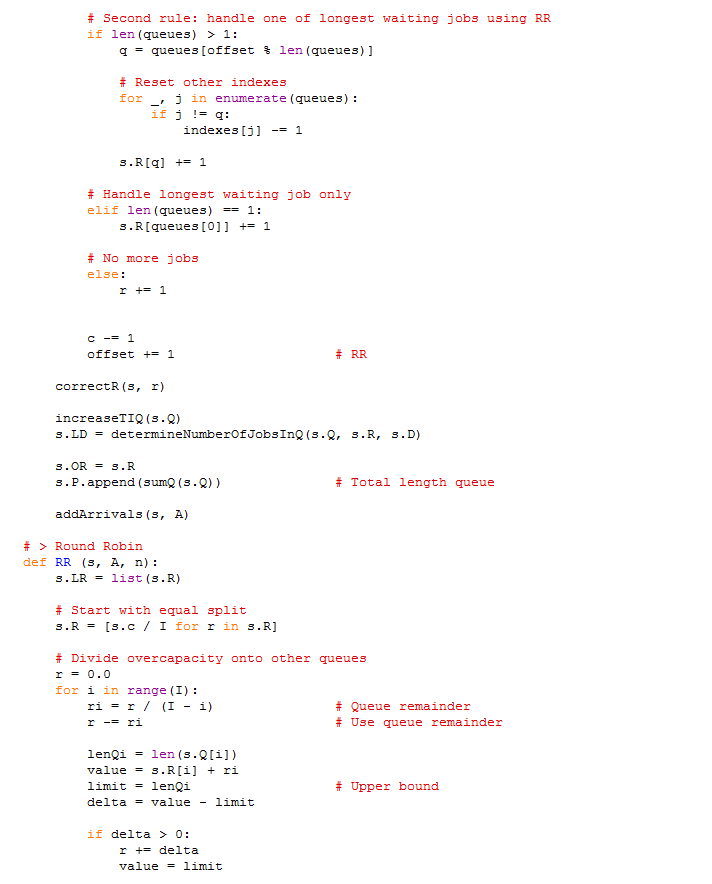 # Second rule: handle one of longest waiting jobs using RR
if len(queues) > 1:
q = queues[offset % len(queues)]
# Reset other indexes
for _, j in enumerate(queues):
if j != q:
indexes[j] -= 1
s.R[q] += 1
# Handle longest waiting job only
elif len(queues) == 1:
s.R[queues[0]] += 1
# No more jobs
else:
r += 1
c -= 1
offset += 1 # RR
correctR(s, r)
increaseTIQ(s.Q)
s.LD = determineNumberOfJobsInQ(s.Q, s.R, s.D)
s.OR = s.R
s.P.append(sumQ(s.Q)) # Total length queue
addArrivals(s, A)
# > Round Robin
def RR (s, A, n):
s.LR = list(s.R)
# Start with equal split
s.R = [s.c / I for r in s.R]
# Divide overcapacity onto other queues
r = 0.0
for i in range(I):
ri = r / (I - i) # Queue remainder
r -= ri # Use queue remainder
lenQi = len(s.Q[i])
value = s.R[i] + ri
limit = lenQi # Upper bound
delta = value - limit
if delta > 0:
r += delta
value = limit